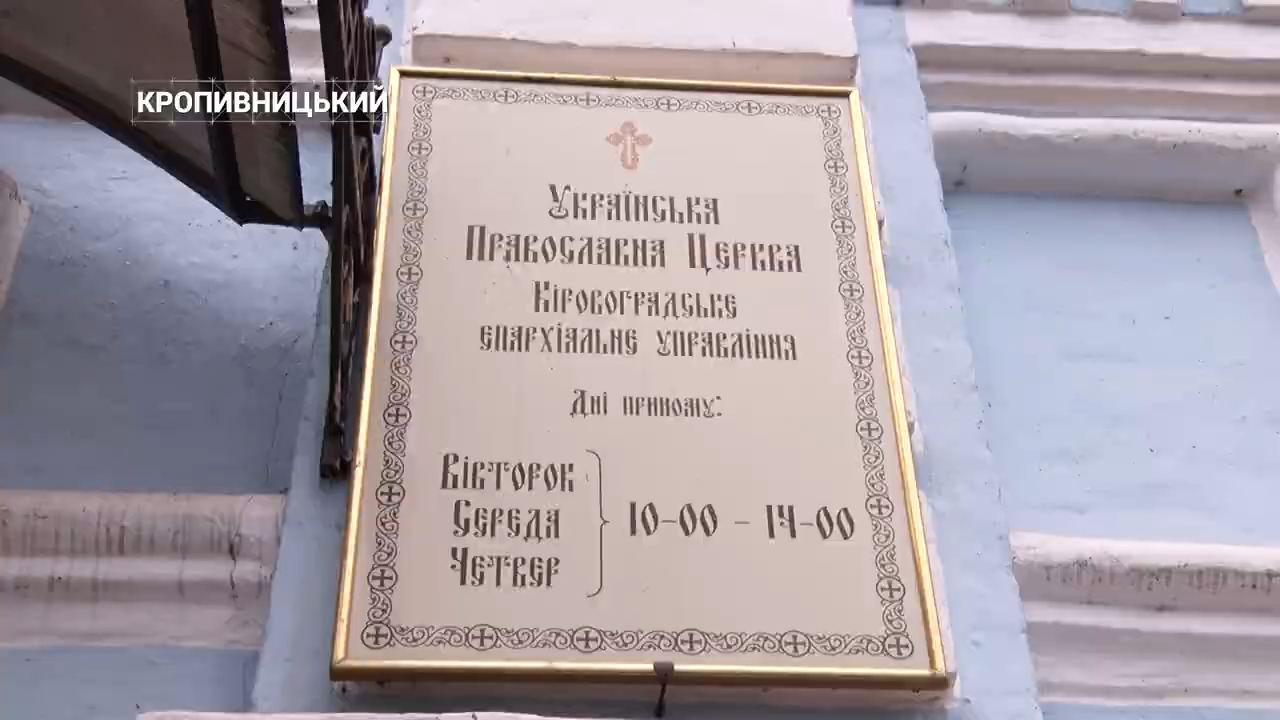 КРОПИВНИЦЬКИЙ
Українська
Православна Церква
Кіровоградське
єпархіальне управління
Дні прийому:
Вівторок
Середа
Четвер
10-00 - 14-00